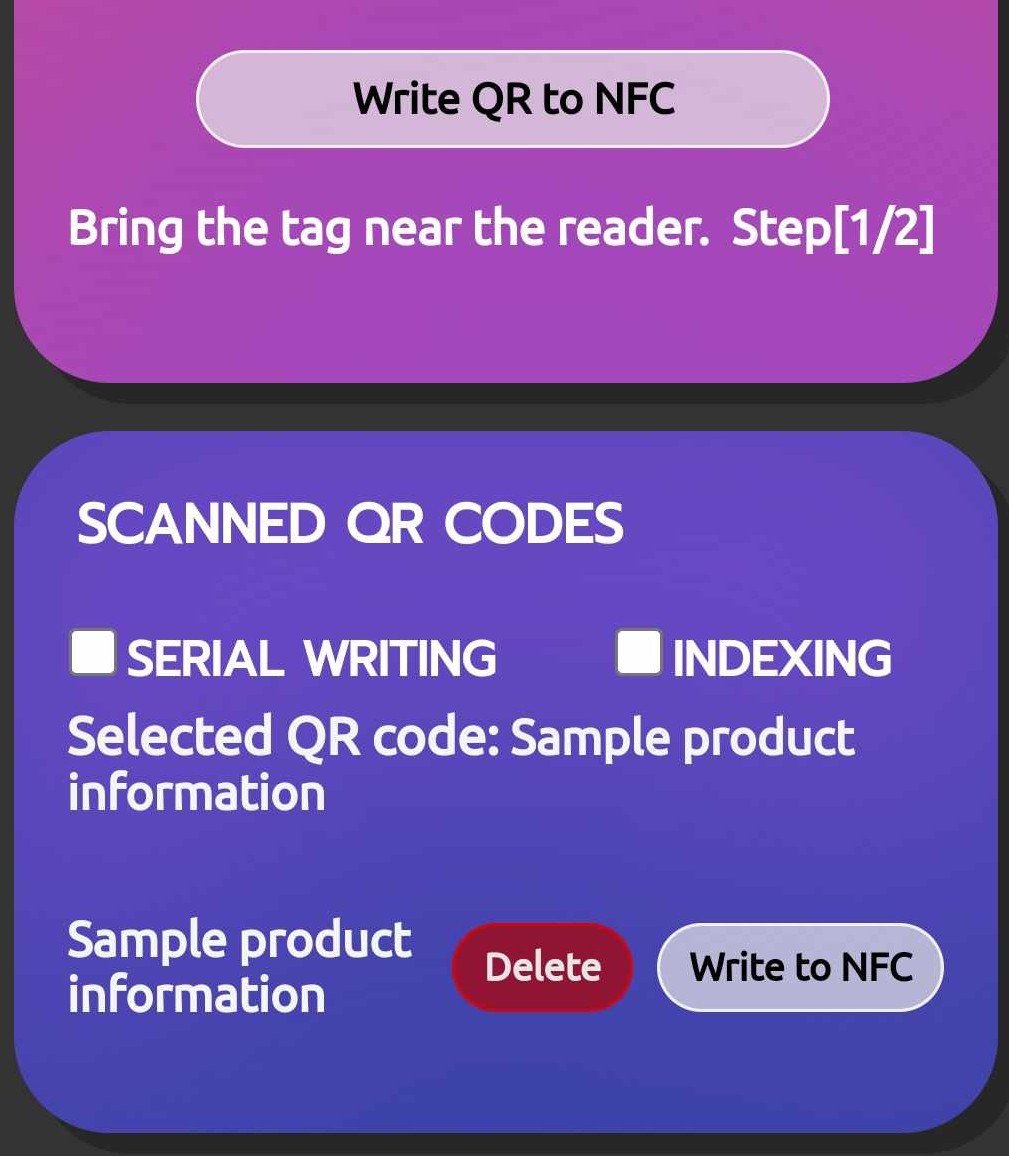 Write QR to NFC
Bring the tag near the reader. Step[1/2]
SCANNED QR CODES
SERIAL WRITING INDEXING
Selected QR code: Sample product
information
Sample product
information
Delete Write to NFC